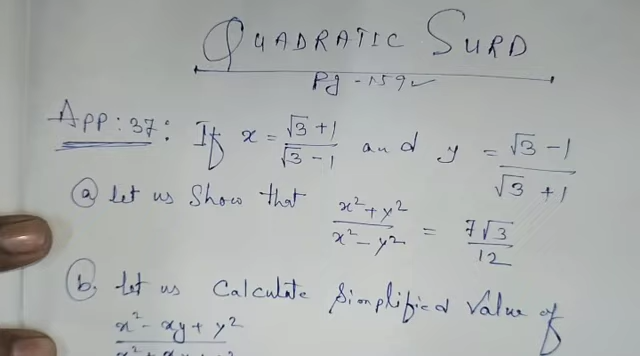 QUADRATIC SURD
Pg - 159
App: 37: If x = (√3 + 1)/(√3 - 1) and y = (√3 - 1)/(√3 + 1)
(a) let us Show that (x² + y²)/(x² - y²) = 7√3/12
(b) let us Calculate Simplified Value of
x² - xy + y²